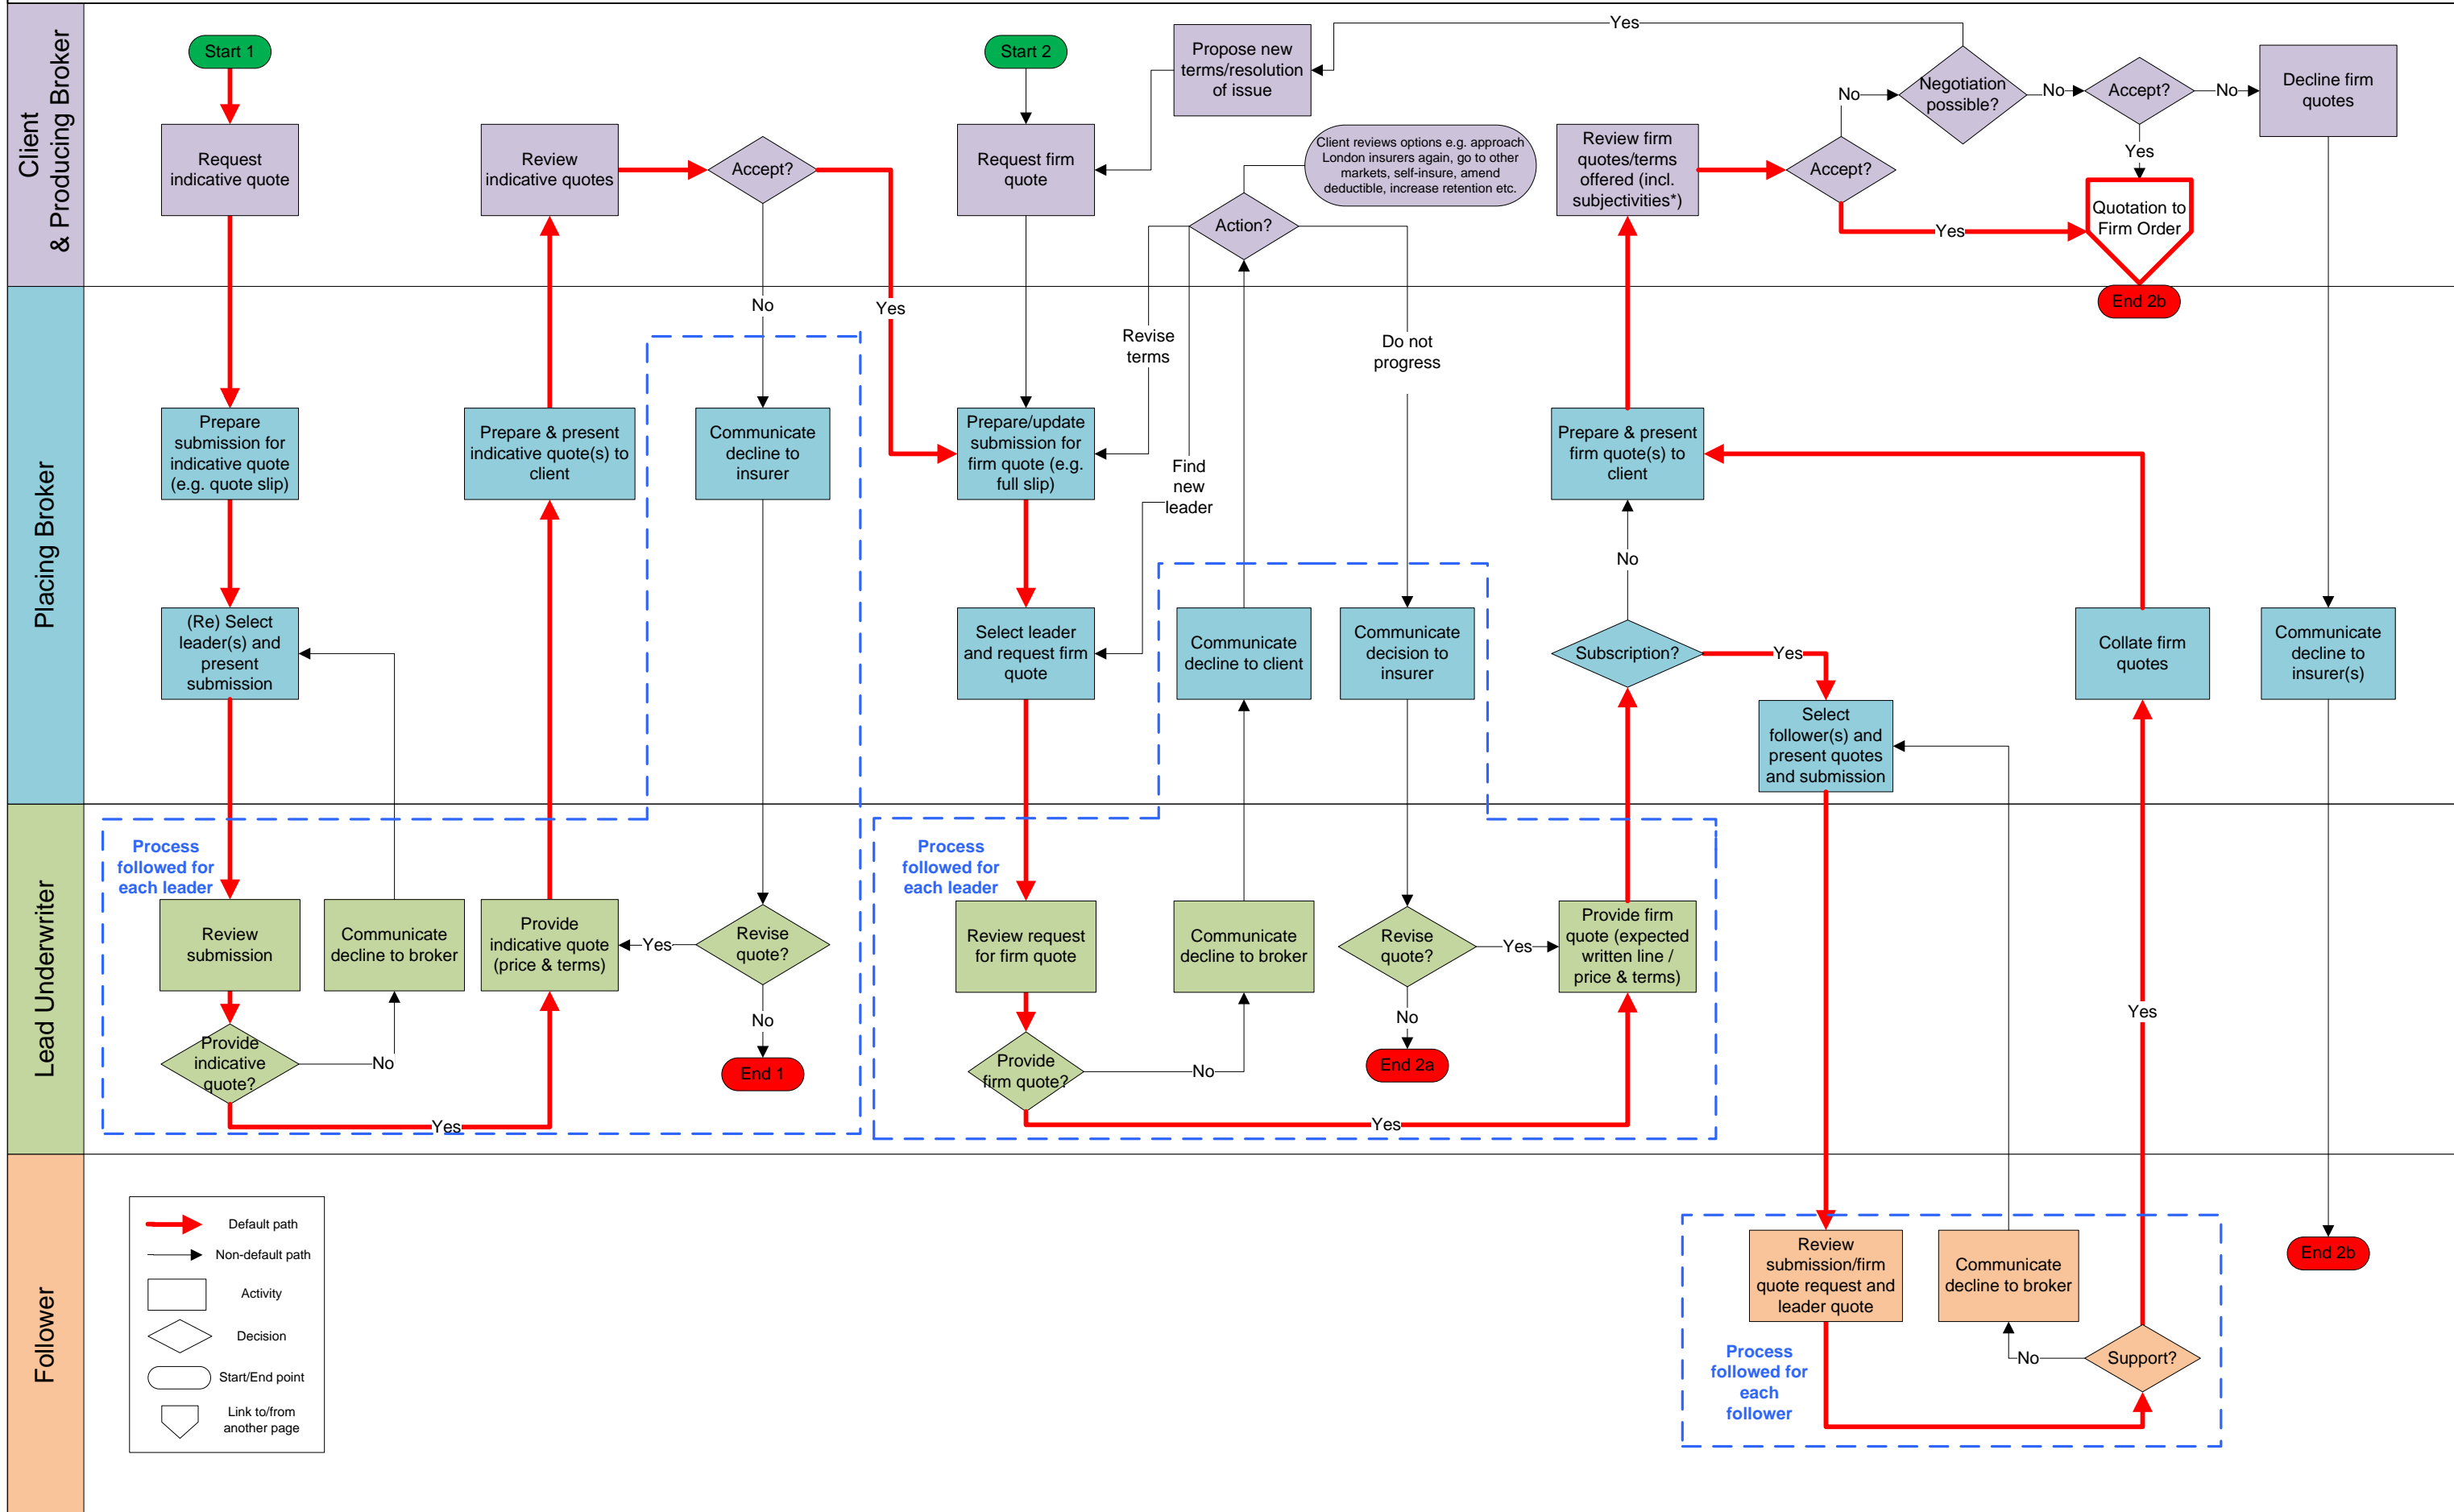 Client
& Producing Broker
Start 1
Request
indicative quote
Review
indicative quotes
Accept?
No
Yes
Start 2
Request firm
quote
Propose new
terms/resolution
of issue
Yes
Client reviews options e.g. approach
London insurers again, go to other
markets, self-insure, amend
deductible, increase retention etc.
Action?
Revise
terms
Find
new
leader
Do not
progress
Review firm
quotes/terms
offered (incl.
subjectivities*)
Accept?
No
Yes
Negotiation
possible?
No
Accept?
No
Yes
Decline firm
quotes
Quotation to
Firm Order
End 2b
Placing Broker
Prepare
submission for
indicative quote
(e.g. quote slip)
(Re) Select
leader(s) and
present
submission
Prepare & present
indicative quote(s) to
client
Communicate
decline to
insurer
Prepare/update
submission for
firm quote (e.g.
full slip)
Select leader
and request firm
quote
Communicate
decline to client
Communicate
decision to
insurer
Prepare & present
firm quote(s) to
client
No
Subscription?
Yes
Select
follower(s) and
present quotes
and submission
Collate firm
quotes
Communicate
decline to
insurer(s)
Lead Underwriter
Process
followed for
each leader
Review
submission
Communicate
decline to broker
Provide
indicative quote
(price & terms)
Yes
Revise
quote?
No
End 1
Provide
indicative
quote?
No
Yes
Process
followed for
each leader
Review request
for firm quote
Communicate
decline to broker
Revise
quote?
Yes
No
End 2a
Provide firm
quote (expected
written line /
price & terms)
Provide
firm quote?
No
Yes
Yes
Follower
Default path
Non-default path
Activity
Decision
Start/End point
Link to/from
another page
Review
submission/firm
quote request and
leader quote
Communicate
decline to broker
Process
followed for
each
follower
No
Support?
End 2b